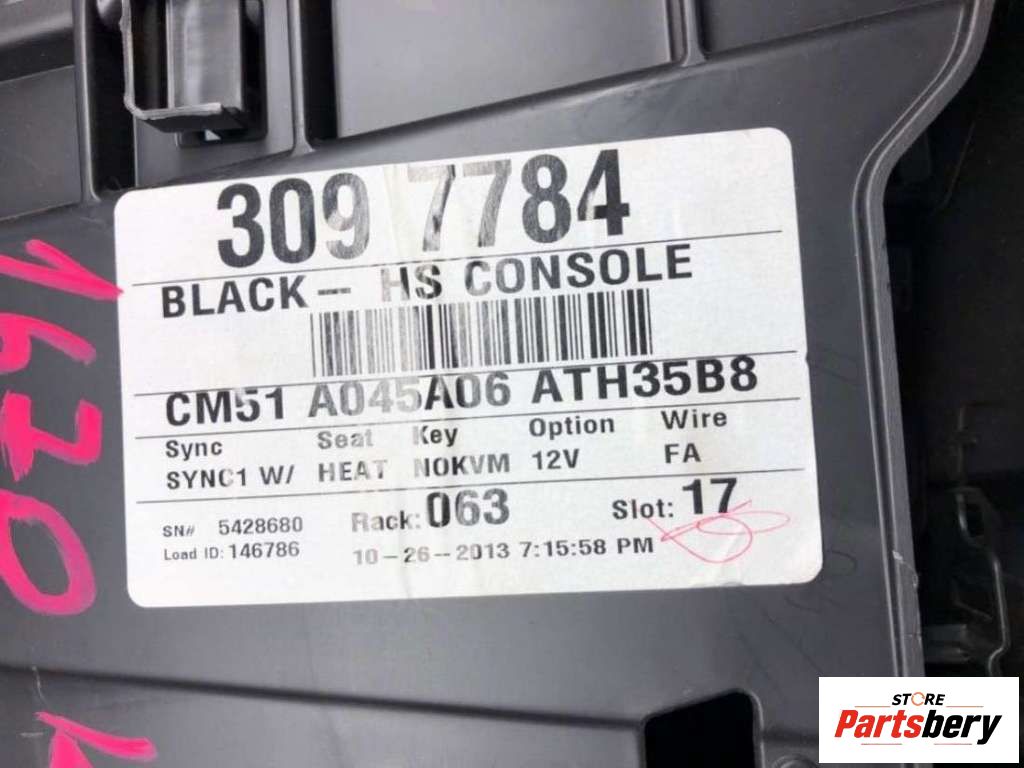 309 7784
BLACK- HS CONSOLE
CM51 A045A06 ATH35B8
Sync Seat Key Option Wire
SYNC1 W/ HEAT NOKVM 12V FA
SN# 5428680 Rack: 063 Slot: 17
Load ID: 146786 10-26-2013 7:15:58 PM
STORE
Partsbery